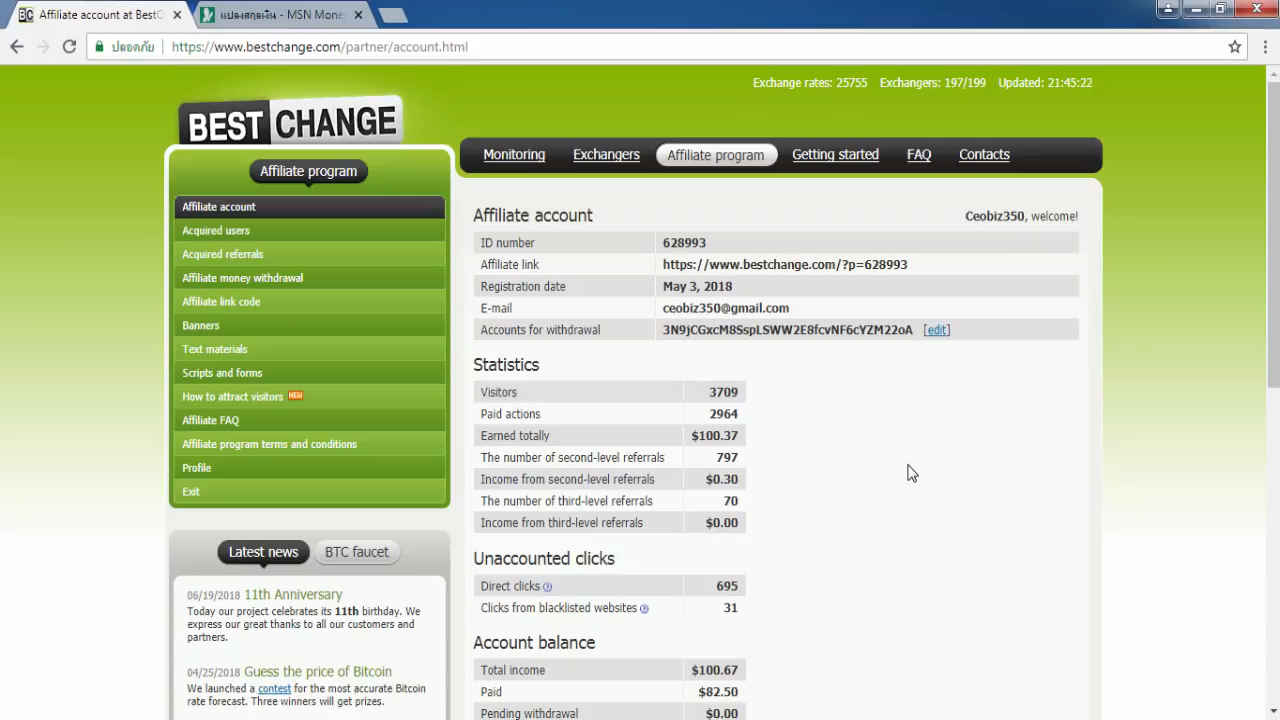 Affiliate account at BestC
แปลงสกุลเงิน - MSN Mone
ปลอดภัย
https://www.bestchange.com/partner/account.html
Exchange rates: 25755 Exchangers: 197/199 Updated: 21:45:22
BEST CHANGE
Monitoring Exchangers Affiliate program Getting started FAQ Contacts
Affiliate program
Affiliate account
Acquired users
Acquired referrals
Affiliate money withdrawal
Affiliate link code
Banners
Text materials
Scripts and forms
How to attract visitors NEW
Affiliate FAQ
Affiliate program terms and conditions
Profile
Exit
Affiliate account Ceobiz350, welcome!
ID number 628993
Affiliate link https://www.bestchange.com/?p=628993
Registration date May 3, 2018
E-mail ceobiz350@gmail.com
Accounts for withdrawal 3N9jCGxcM8SspLSWW2E8fcvNF6cYZM22oA [edit]
Statistics
Visitors 3709
Paid actions 2964
Earned totally $100.37
The number of second-level referrals 797
Income from second-level referrals $0.30
The number of third-level referrals 70
Income from third-level referrals $0.00
Unaccounted clicks
Direct clicks ? 695
Clicks from blacklisted websites ? 31
Account balance
Total income $100.67
Paid $82.50
Pending withdrawal $0.00
Latest news BTC faucet
06/19/2018 11th Anniversary
Today our project celebrates its 11th birthday. We
express our great thanks to all our customers and
partners.
04/25/2018 Guess the price of Bitcoin
We launched a contest for the most accurate Bitcoin
rate forecast. Three winners will get prizes.